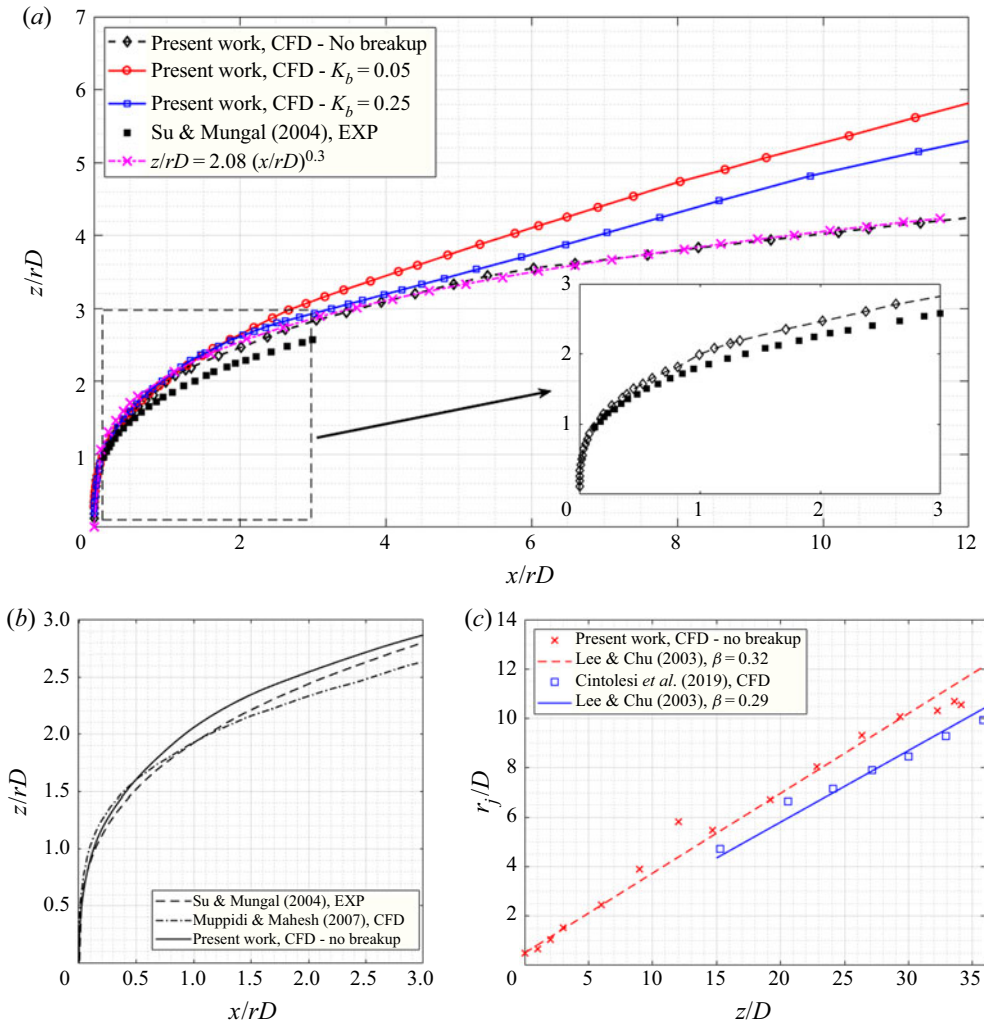 (a)
7
6
5
4
3
2
1
0
z/rD
Present work, CFD - No breakup
Present work, CFD - K_b = 0.05
Present work, CFD - K_b = 0.25
Su & Mungal (2004), EXP
z/rD = 2.08 (x/rD)^0.3
3
2
1
0
0 1 2 3
0 2 4 6 8 10 12
x/rD
(b)
3.0
2.5
2.0
1.5
1.0
0.5
z/rD
Su & Mungal (2004), EXP
Muppidi & Mahesh (2007), CFD
Present work, CFD - no breakup
0 0.5 1.0 1.5 2.0 2.5 3.0
x/rD
(c)
14
12
10
8
6
4
2
r_j/D
Present work, CFD - no breakup
Lee & Chu (2003), β = 0.32
Cintolesi et al. (2019), CFD
Lee & Chu (2003), β = 0.29
0 5 10 15 20 25 30 35
z/D